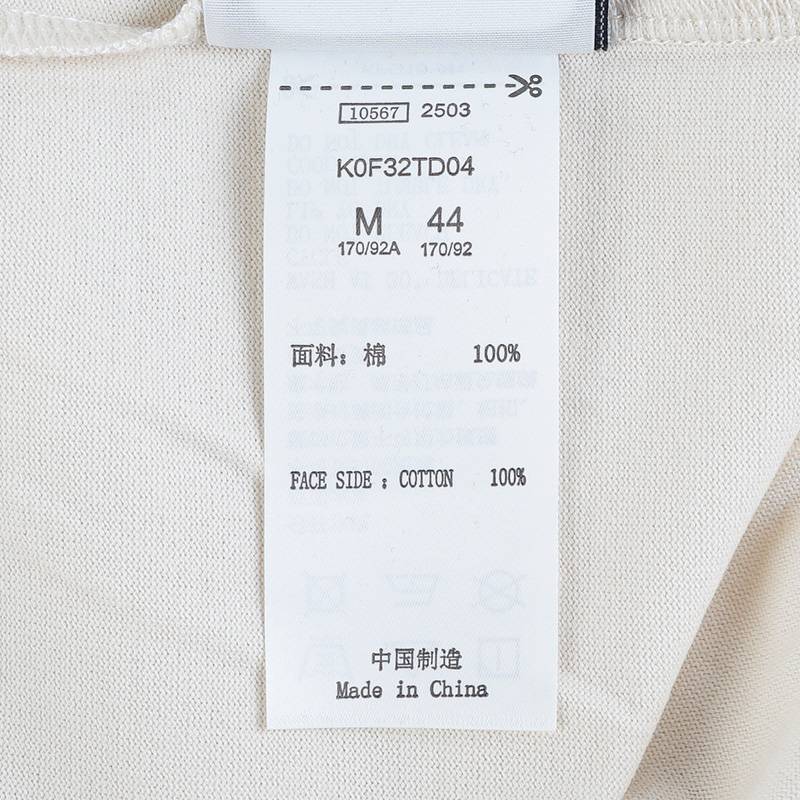 10567 2503
K0F32TD04
M 44
170/92A 170/92
面料：棉 100%
FACE SIDE : COTTON 100%
中国制造
Made in China